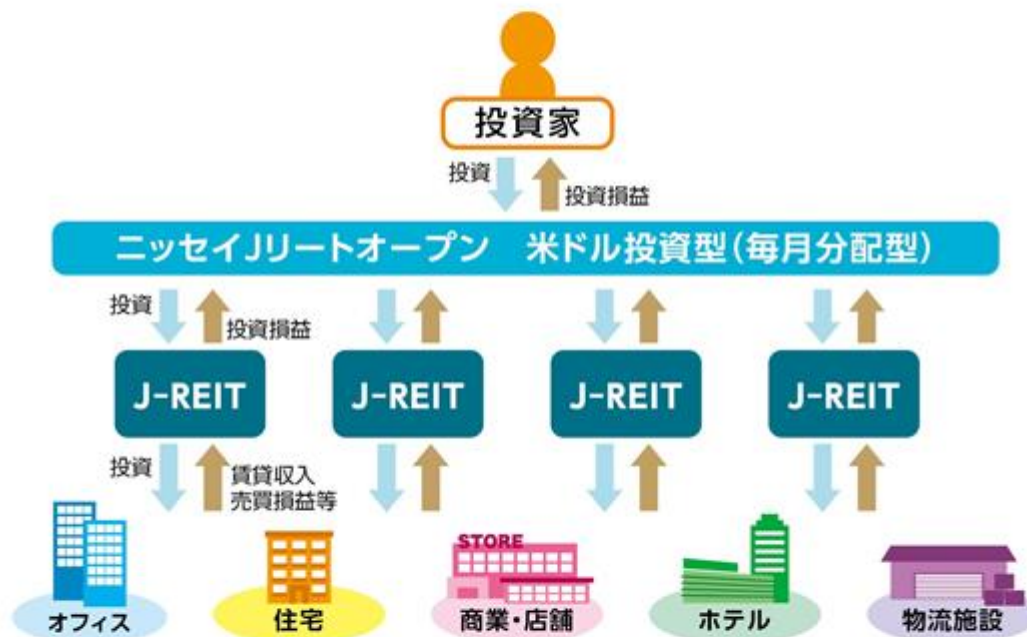 投資家
投資
投資損益
ニッセイJリートオープン 米ドル投資型(毎月分配型)
投資
投資損益
J-REIT
J-REIT
J-REIT
J-REIT
投資
賃貸収入
売買損益等
STORE
オフィス
住宅
商業・店舗
ホテル
物流施設